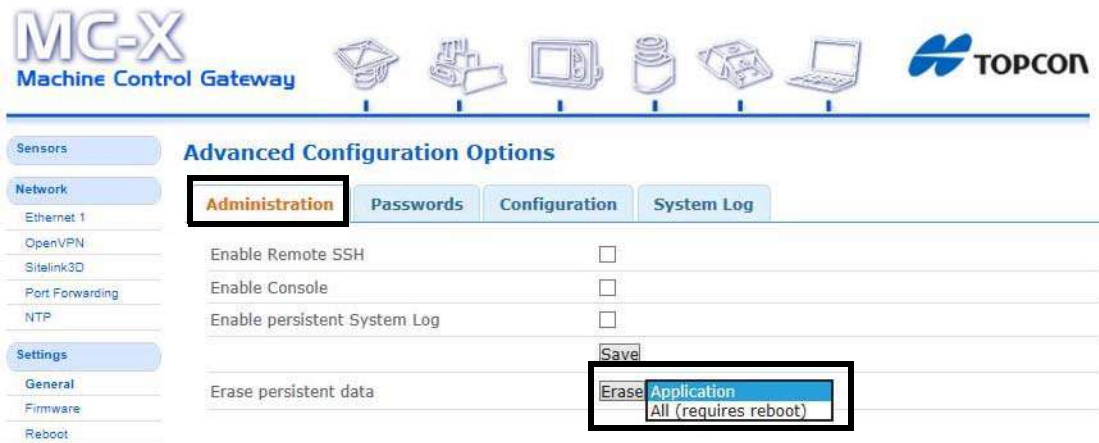 MC-X
Machine Control Gateway
TOPCON
Sensors
Network
Ethernet 1
OpenVPN
Sitelink3D
Port Forwarding
NTP
Settings
General
Firmware
Reboot
Advanced Configuration Options
Administration Passwords Configuration System Log
Enable Remote SSH
Enable Console
Enable persistent System Log
Save
Erase persistent data Erase Application
All (requires reboot)